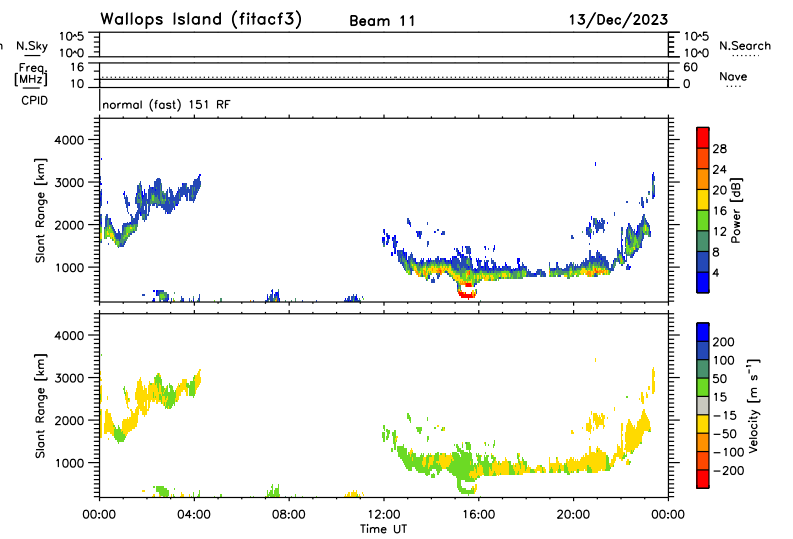 Wallops Island (fitacf3) Beam 11 13/Dec/2023
n N.Sky 10^5 10^5 N.Search
10^0 10^0
Freq. 16 60 Nave
[MHz] 10 0
CPID normal (fast) 151 RF
Slant Range [km]
4000
3000
2000
1000
28
24
20
16
12
8
4
Power [dB]
Slant Range [km]
4000
3000
2000
1000
200
100
50
15
-15
-50
-100
-200
Velocity [m s⁻¹]
00:00 04:00 08:00 12:00 16:00 20:00 00:00
Time UT